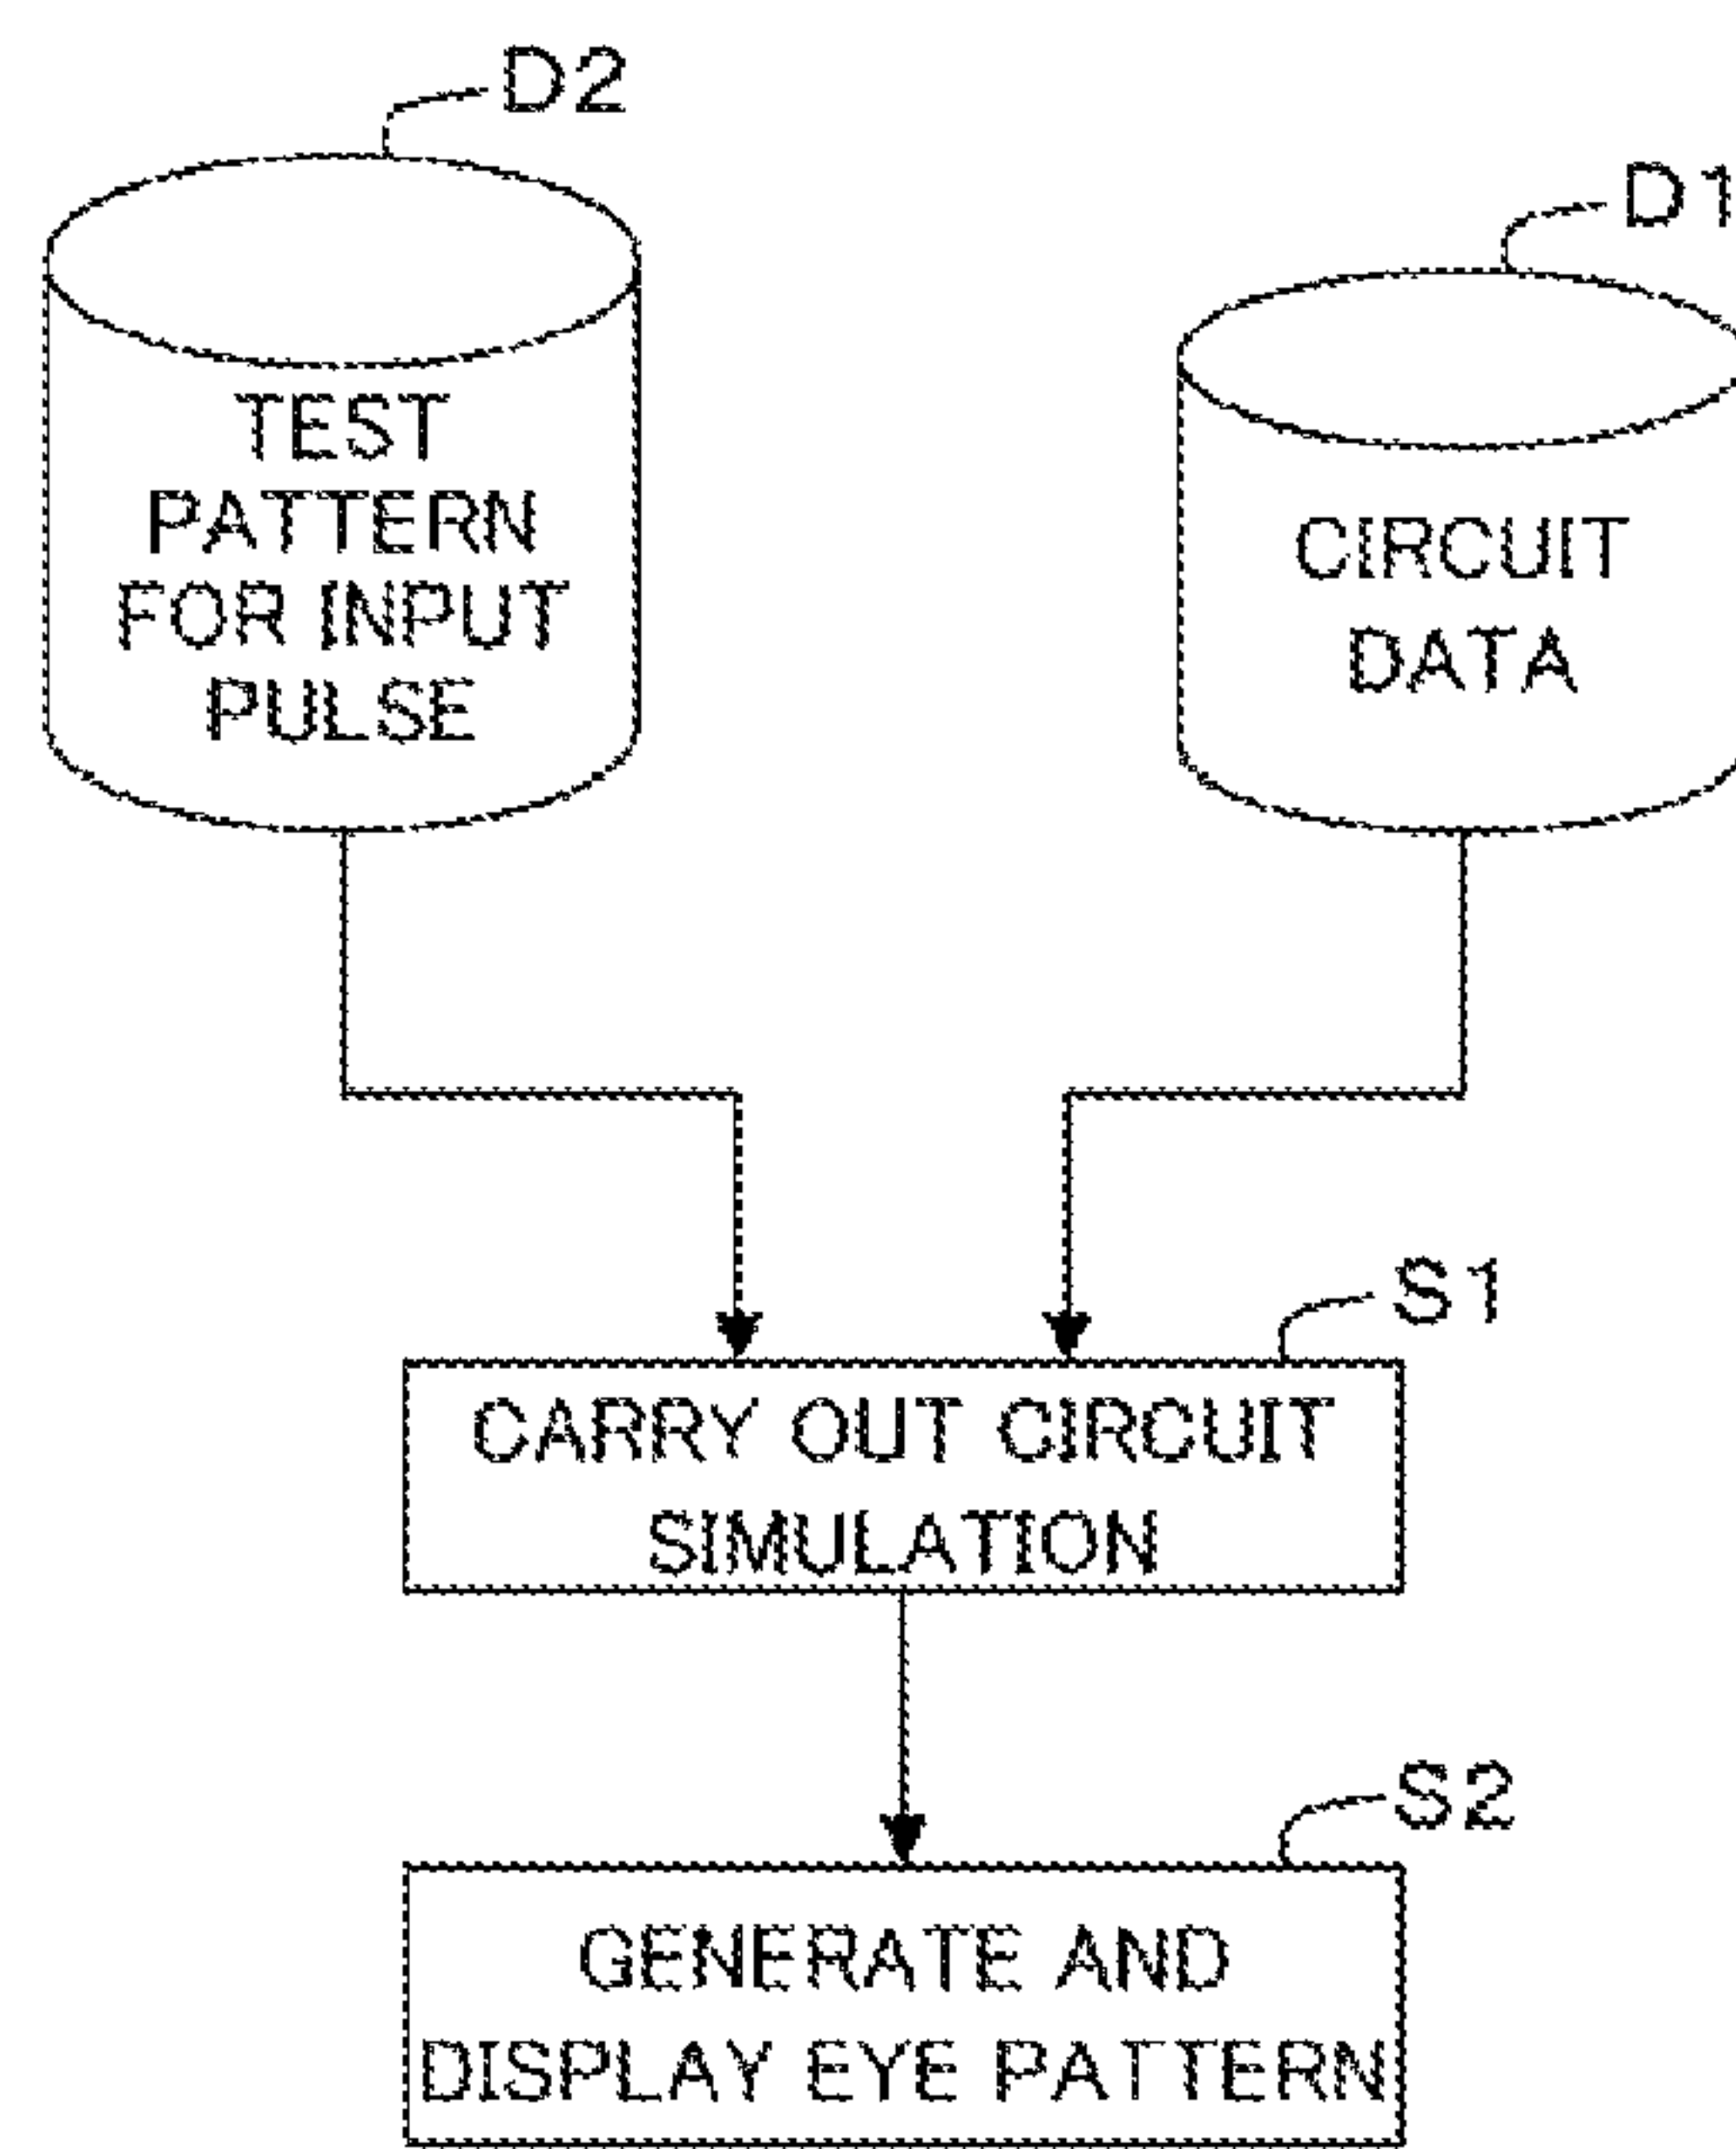 D2
TEST
PATTERN
FOR INPUT
PULSE
D1
CIRCUIT
DATA
S1
CARRY OUT CIRCUIT
SIMULATION
S2
GENERATE AND
DISPLAY EYE PATTERN